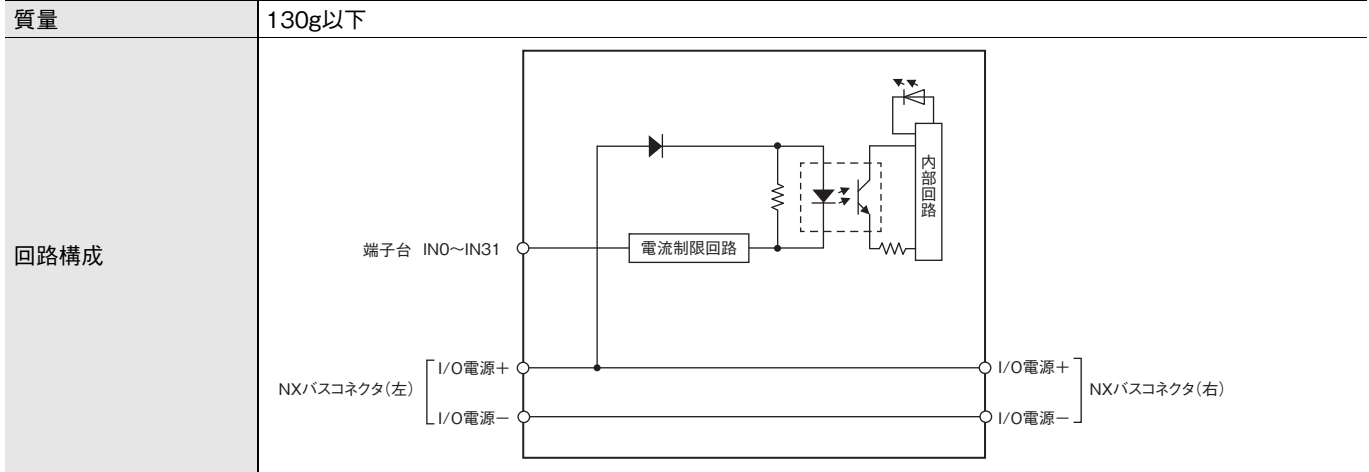 質量 130g以下
回路構成
内部回路
端子台 IN0～IN31
電流制限回路
NXバスコネクタ(左)
I/O電源＋
I/O電源－
I/O電源＋
I/O電源－
NXバスコネクタ(右)